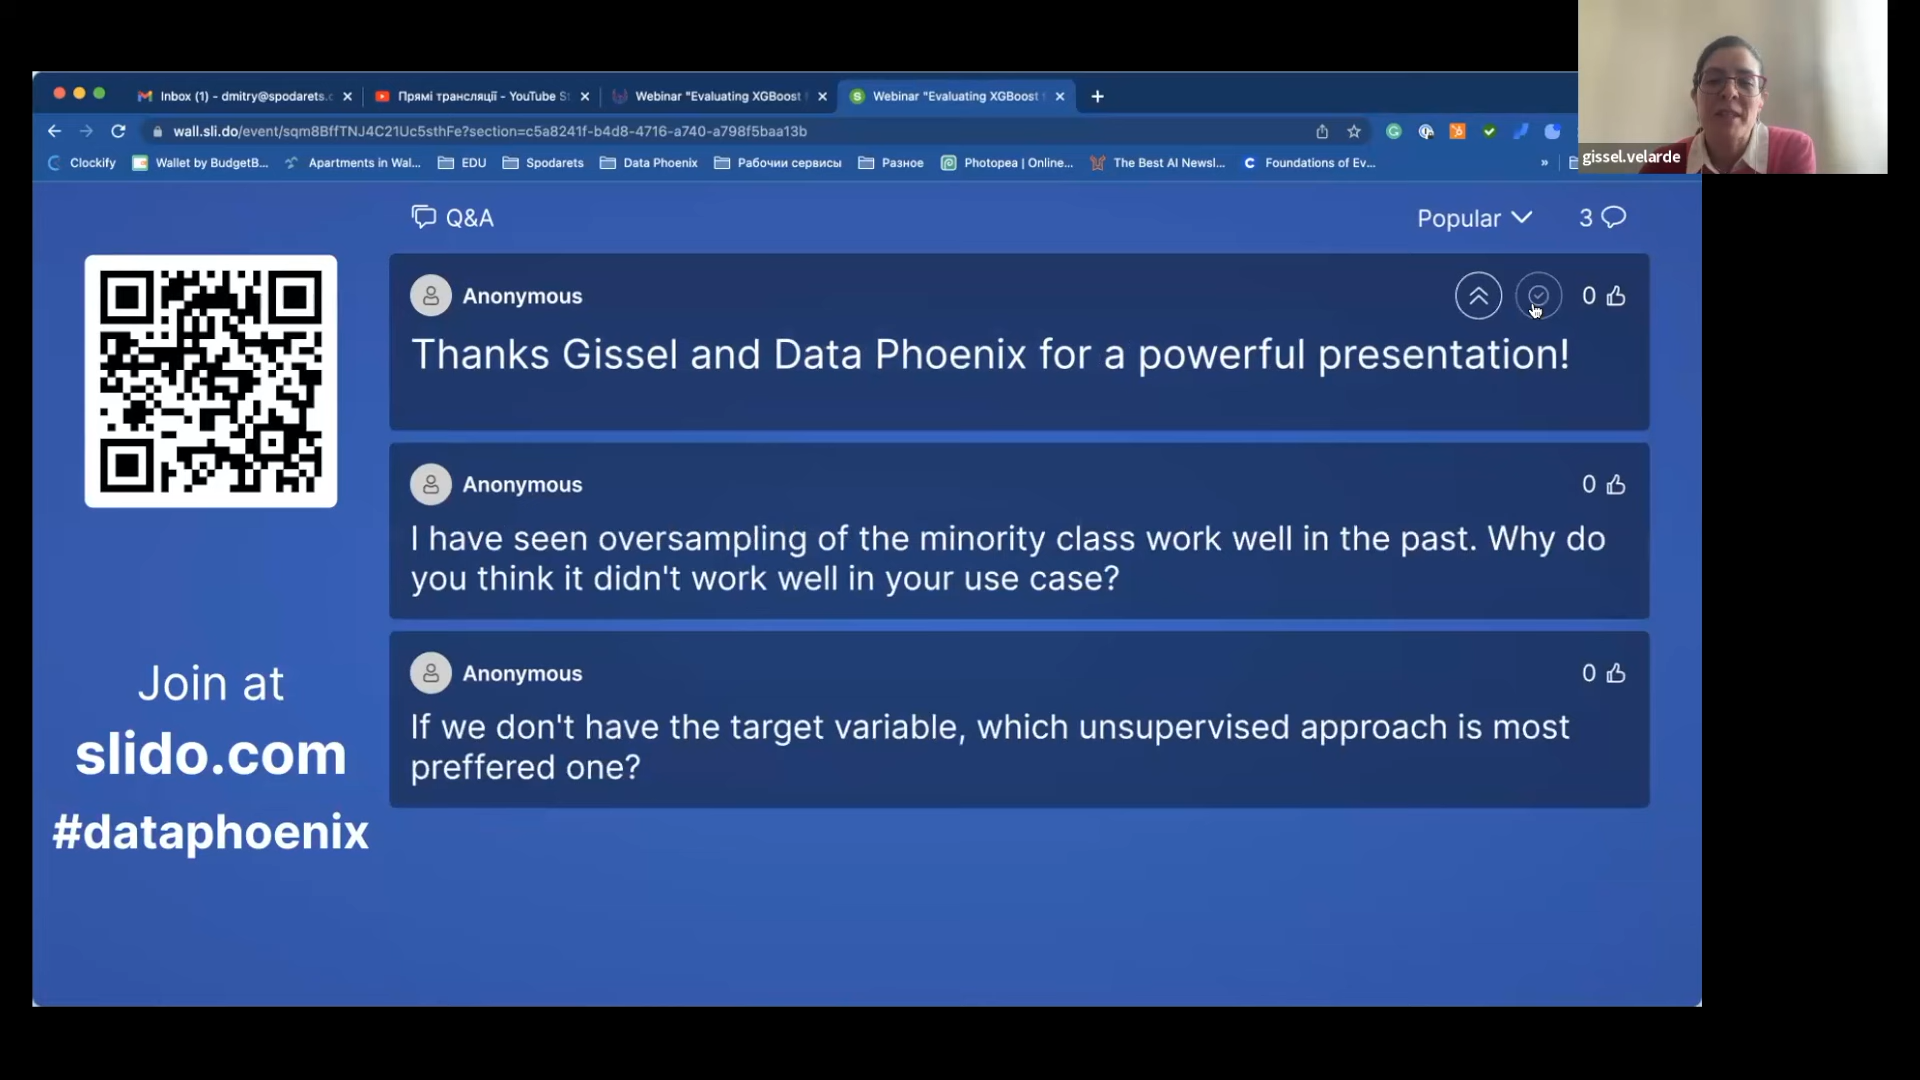 Inbox (1) - dmitry@spodarets.c
Прямі трансляції - YouTube St
Webinar "Evaluating XGBoost f
Webinar "Evaluating XGBoost f
wall.sli.do/event/sqm8BffTNJ4C21Uc5sthFe?section=c5a8241f-b4d8-4716-a740-a798f5baa13b
Clockify
Wallet by BudgetB...
Apartments in Wal...
EDU
Spodarets
Data Phoenix
Рабочии сервисы
Разное
Photopea | Online...
The Best AI Newsl...
Foundations of Ev...
»
gissel.velarde
Q&A
Popular
3
Anonymous
0
Thanks Gissel and Data Phoenix for a powerful presentation!
Anonymous
0
I have seen oversampling of the minority class work well in the past. Why do
you think it didn't work well in your use case?
Anonymous
0
If we don't have the target variable, which unsupervised approach is most
preffered one?
Join at
slido.com
#dataphoenix